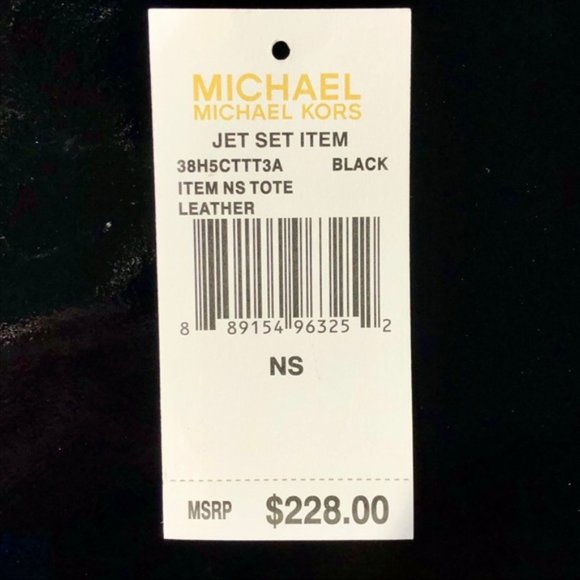 MICHAEL
MICHAEL KORS
JET SET ITEM
38H5CTTT3A BLACK
ITEM NS TOTE
LEATHER
8 89154 96325 2
NS
MSRP $228.00